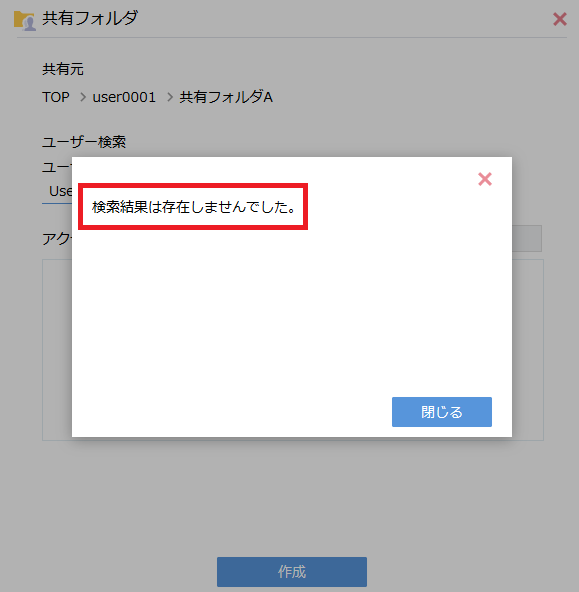 共有フォルダ
共有元
TOP > user0001 > 共有フォルダA
ユーザー検索
ユー
Use
検索結果は存在しませんでした。
アク
閉じる
作成